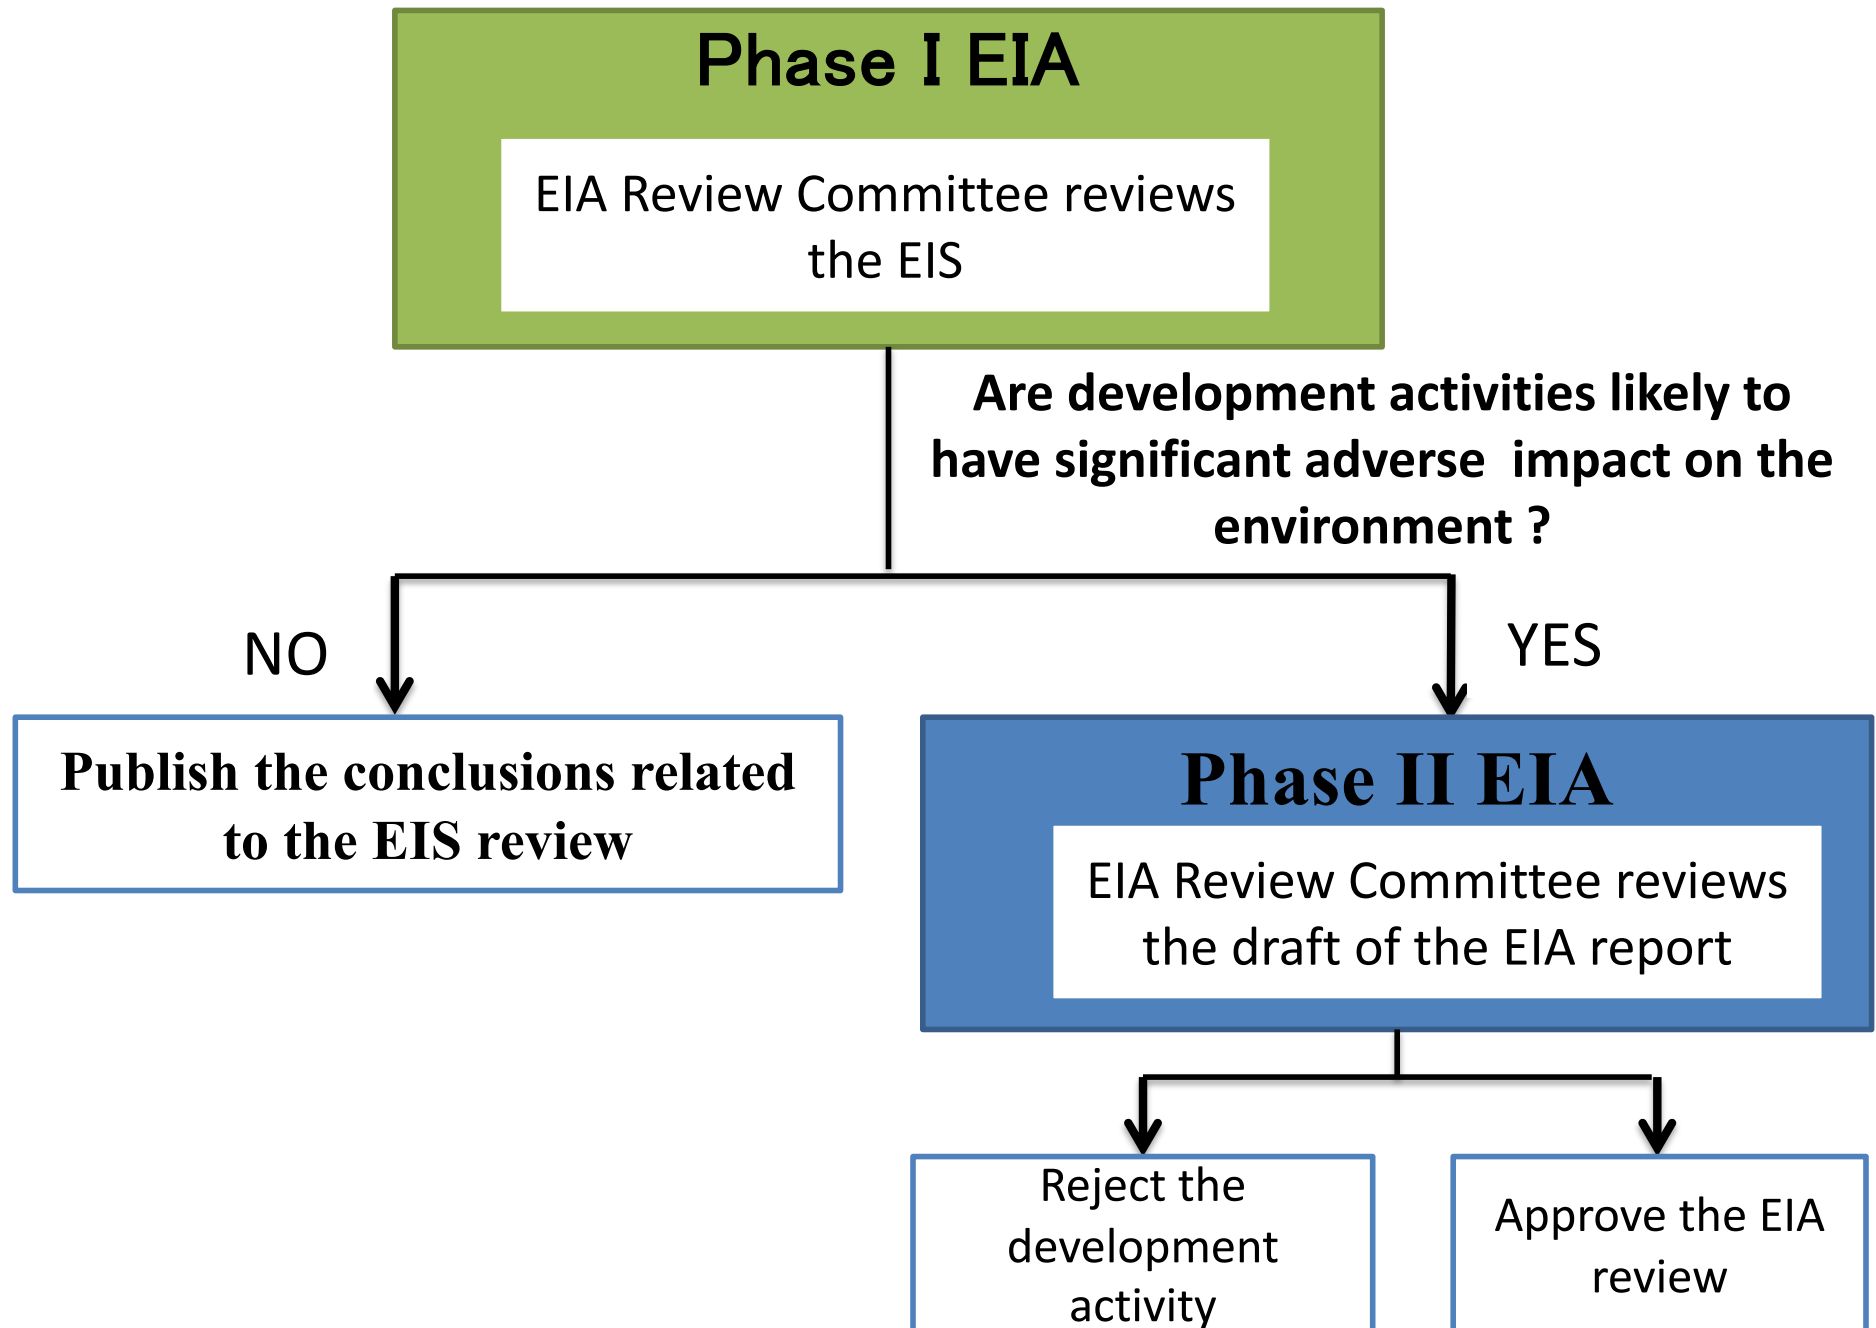 Phase I EIA
EIA Review Committee reviews
the EIS
Are development activities likely to
have significant adverse  impact on the
environment ?
NO
YES
Publish the conclusions related
to the EIS review
Phase II EIA
EIA Review Committee reviews
the draft of the EIA report
Reject the
development
activity
Approve the EIA
review